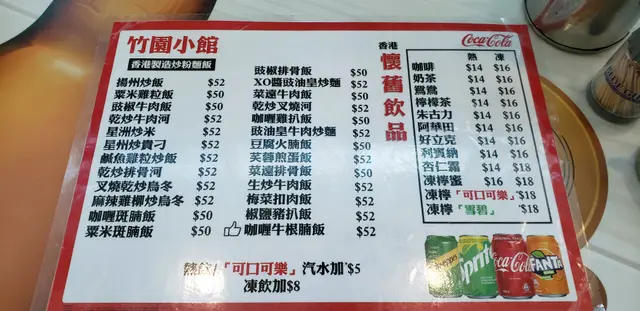 竹園小館
香港製造炒粉麵飯
揚州炒飯 $52
粟米雞粒飯 $50
豉椒牛肉飯 $50
乾炒牛肉河 $52
星洲炒米 $52
星州炒貴刁 $52
鹹魚雞粒炒飯 $52
乾炒排骨河 $52
叉燒乾炒烏冬 $52
麻辣雞柳炒烏冬 $52
咖喱斑腩飯 $50
粟米斑腩飯 $50
豉椒排骨飯 $50
XO醬豉油皇炒麵 $52
菜遠牛肉飯 $50
乾炒叉燒河 $52
咖喱雞扒飯 $50
豉油皇牛肉炒麵 $52
豆腐火腩飯 $50
芙蓉煎蛋飯 $52
菜遠排骨飯 $50
生炒牛肉飯 $52
梅菜扣肉飯 $52
椒鹽豬扒飯 $52
咖喱牛根腩飯 $52
香港
懷舊飲品
Coca-Cola
熱 凍
咖啡 $14 $16
奶茶 $14 $16
鴛鴦 $14 $16
檸檬茶 $14 $16
朱古力 $14 $16
阿華田 $14 $16
好立克 $14 $16
利賓納 $14 $16
杏仁霜 $14 $18
凍檸蜜 $16 $18
凍檸「可口可樂」 $18
凍檸「雪碧」 $18
熱飲/「可口可樂」汽水加 $5
凍飲加$8
Sprite
Coca-Cola
FANTA